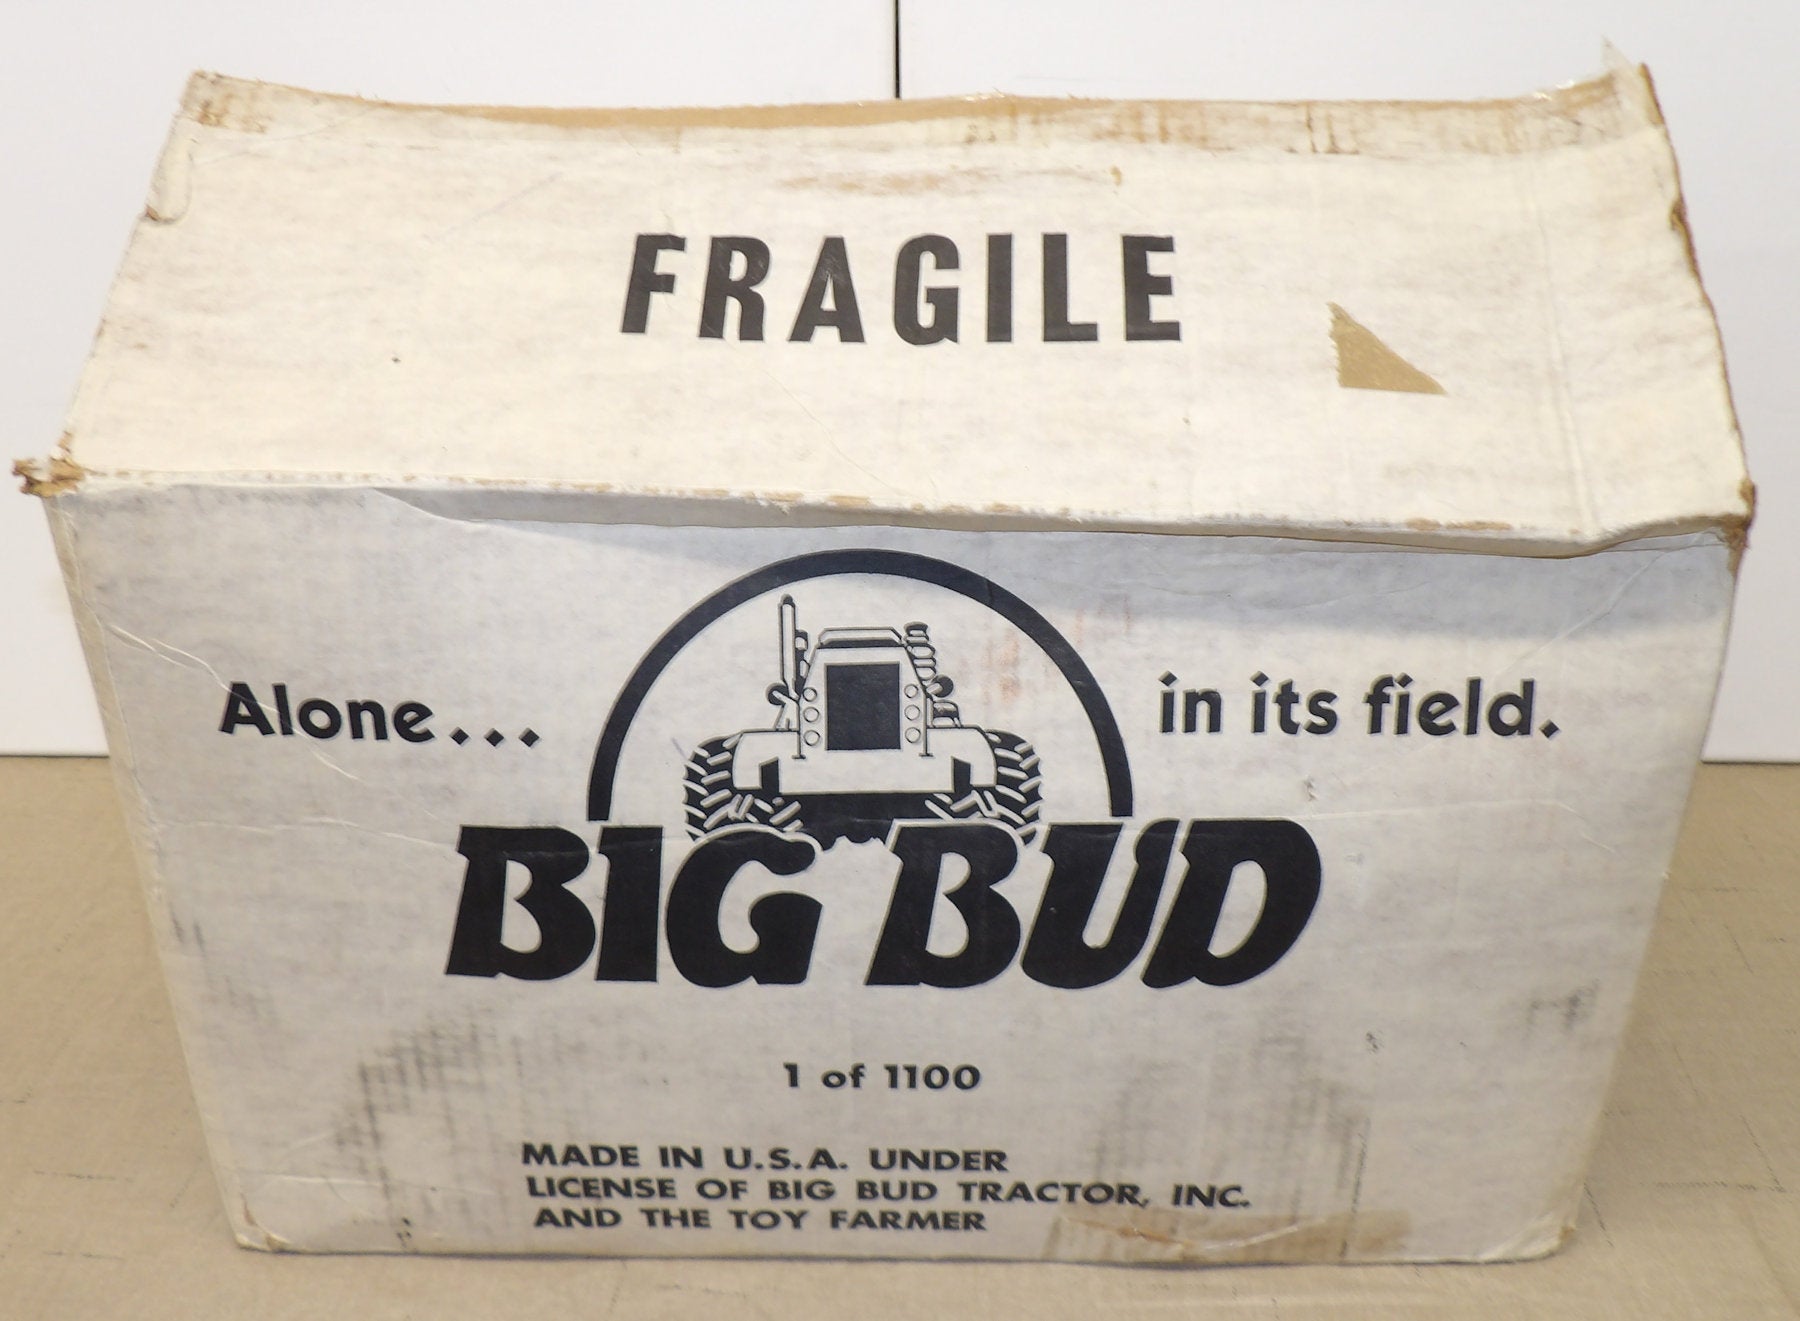 FRAGILE
Alone... in its field.
BIG BUD
1 of 1100
MADE IN U.S.A. UNDER
LICENSE OF BIG BUD TRACTOR, INC.
AND THE TOY FARMER